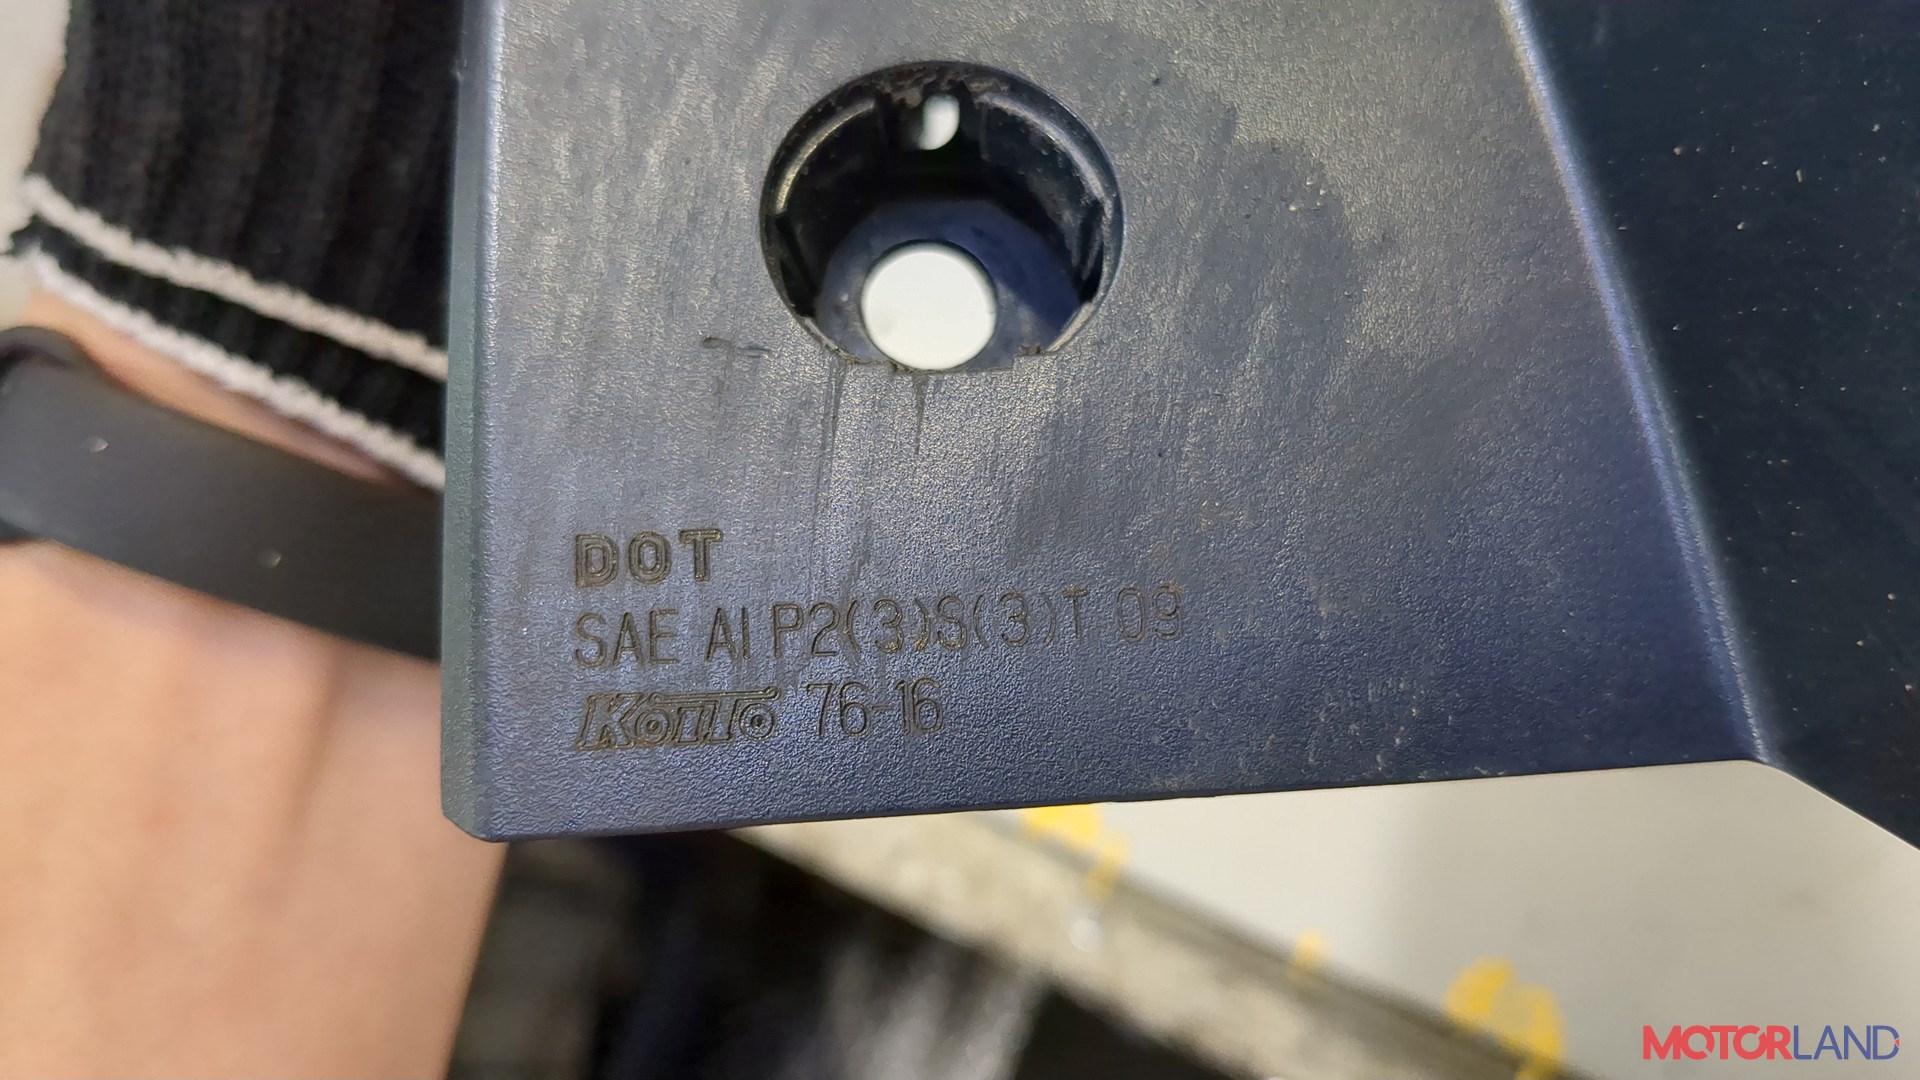 DOT
SAE AI P2(3)S(3)T 09
KOITO 76-16
MOTORLAND